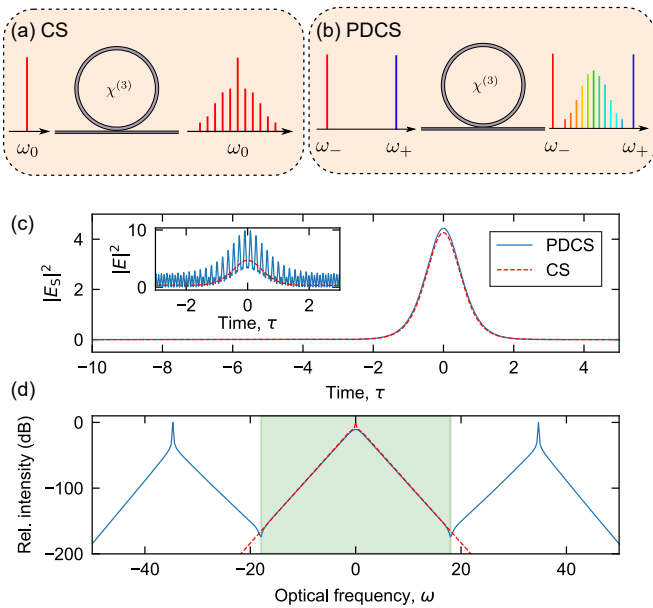 (a) CS
χ⁽³⁾
ω₀
ω₀
(b) PDCS
χ⁽³⁾
ω₋
ω₊
ω₋
ω₊
(c)
|Eₛ|²
4
2
0
−10
−8
−6
−4
−2
0
2
4
Time, τ
PDCS
CS
|E|²
10
0
−2
0
2
Time, τ
(d)
Rel. intensity (dB)
0
−100
−200
−40
−20
0
20
40
Optical frequency, ω
PDCS
CS